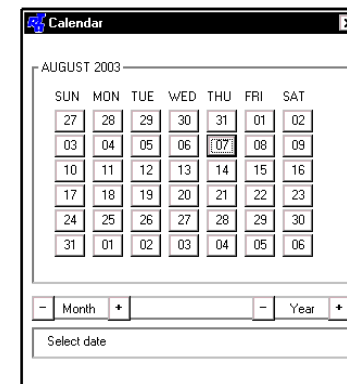 Calendar
AUGUST 2003
SUN MON TUE WED THU FRI SAT
27 28 29 30 31 01 02
03 04 05 06 07 08 09
10 11 12 13 14 15 16
17 18 19 20 21 22 23
24 25 26 27 28 29 30
31 01 02 03 04 05 06
- Month + - Year +
Select date